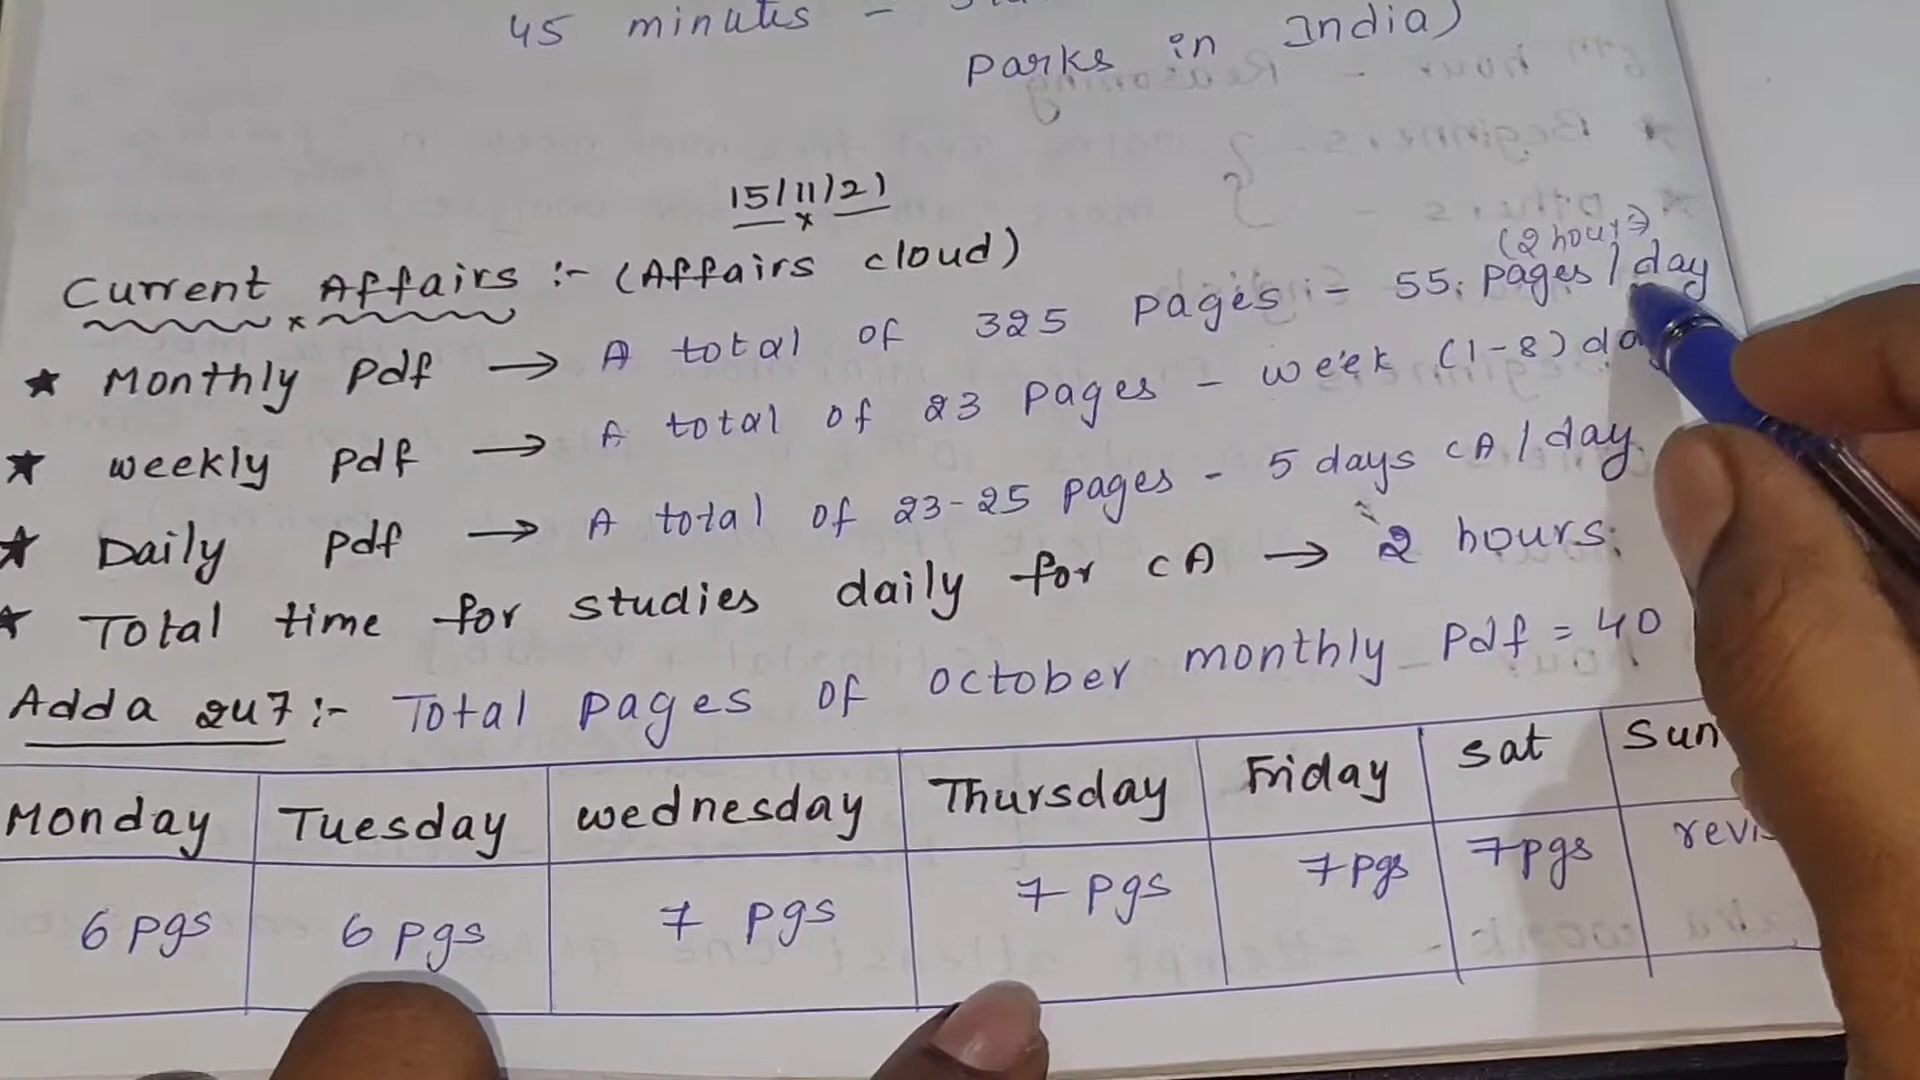 45 minutes -
Parks in India)
15/11/21
Current Affairs :- (Affairs cloud)
(2 hours)
★ Monthly Pdf → A total of 325 pages - 55 pages / day
★ weekly pdf → A total of 23 pages - week (1-8) da
★ Daily pdf → A total of 23-25 pages - 5 days CA / day
★ Total time for studies daily for CA → 2 hours.
Adda 247 :- Total pages of october monthly Pdf = 40
Monday Tuesday wednesday Thursday Friday sat Sun
6 pgs 6 pgs 7 pgs 7 pgs 7 pgs 7 pgs revi